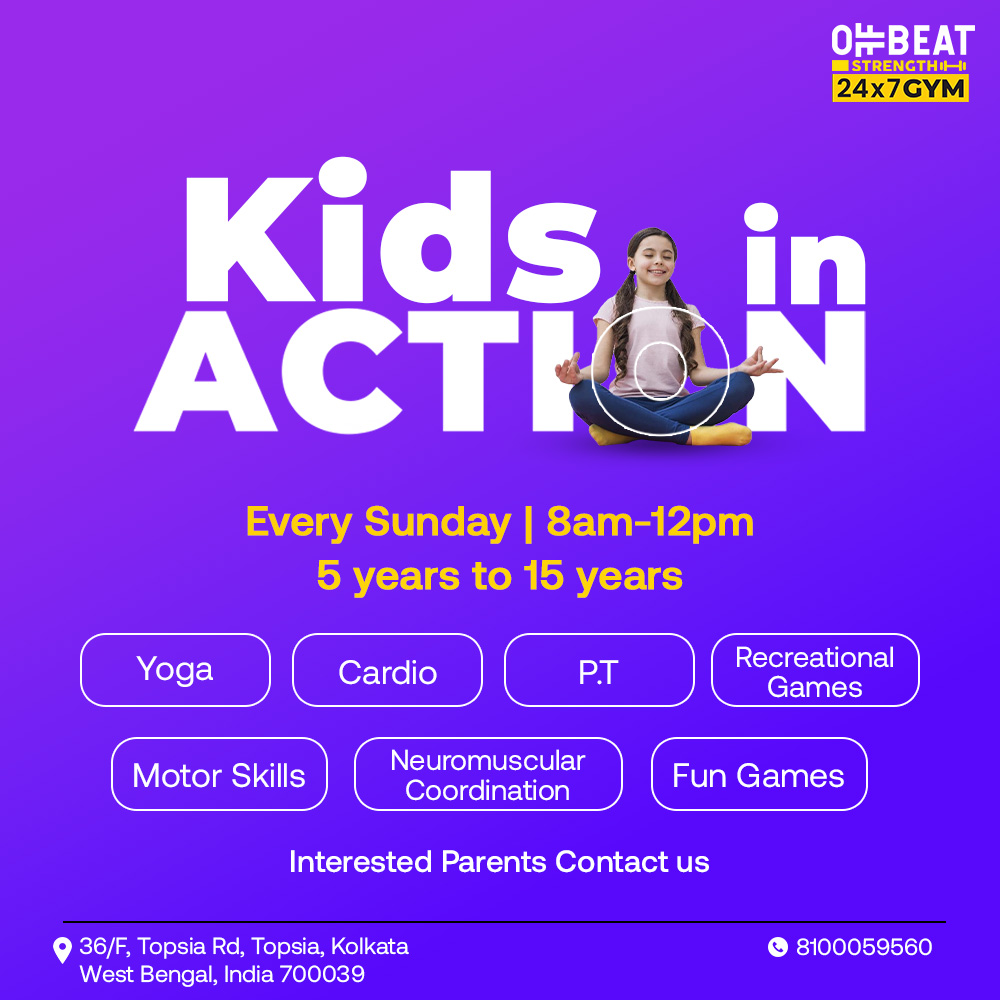 OFFBEAT
STRENGTH
24x7GYM
Kids in
ACTION
Every Sunday | 8am-12pm
5 years to 15 years
Yoga
Cardio
P.T
Recreational
Games
Motor Skills
Neuromuscular
Coordination
Fun Games
Interested Parents Contact us
36/F, Topsia Rd, Topsia, Kolkata
West Bengal, India 700039
8100059560